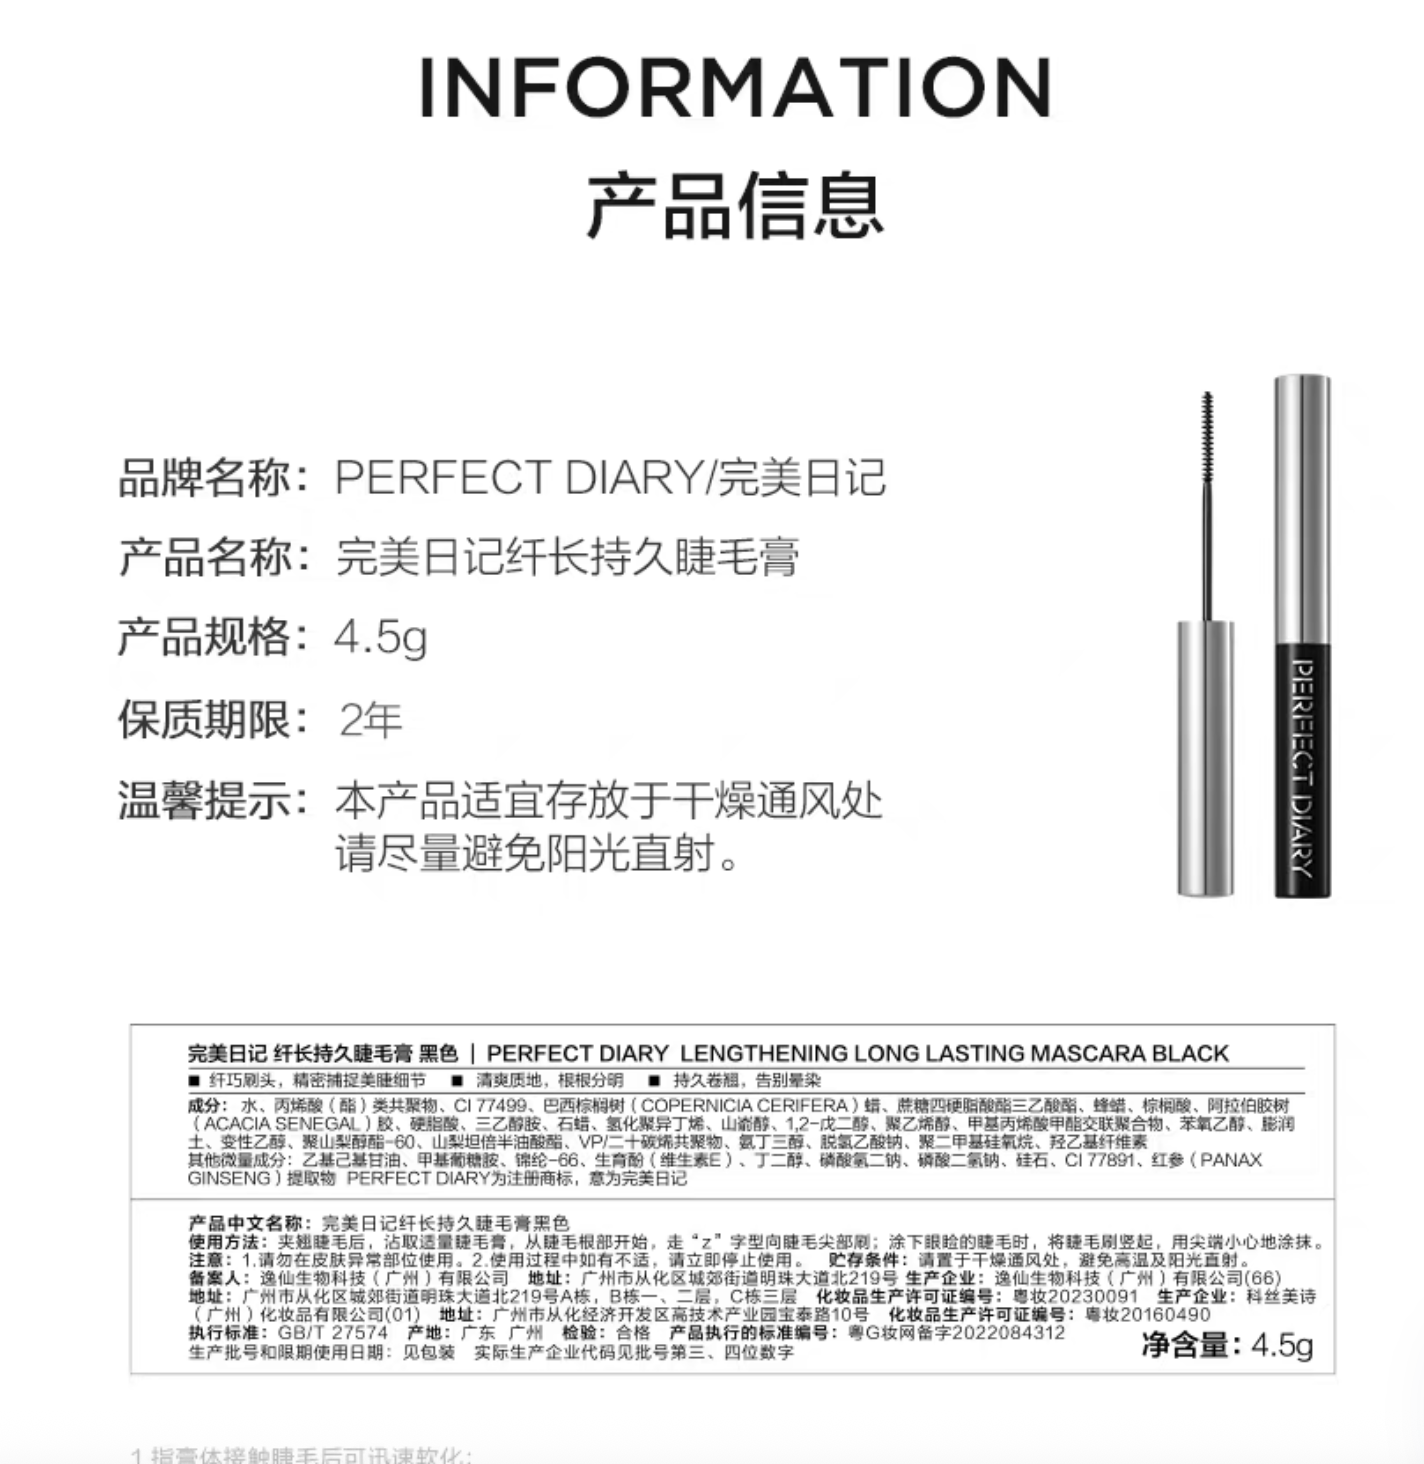 INFORMATION
产品信息
品牌名称：PERFECT DIARY/完美日记
产品名称：完美日记纤长持久睫毛膏
产品规格：4.5g
保质期限：2年
温馨提示：本产品适宜存放于干燥通风处
请尽量避免阳光直射。
PERFECT DIARY
完美日记 纤长持久睫毛膏 黑色 | PERFECT DIARY LENGTHENING LONG LASTING MASCARA BLACK
■ 纤巧刷头，精密捕捉美睫细节 ■ 清爽质地，根根分明 ■ 持久卷翘，告别晕染
成分：水、丙烯酸（酯）类共聚物、CI 77499、巴西棕榈树（COPERNICIA CERIFERA）蜡、蔗糖四硬脂酸酯三乙酸酯、蜂蜡、棕榈酸、阿拉伯胶树
（ACACIA SENEGAL）胶、硬脂酸、三乙醇胺、石蜡、氢化聚异丁烯、山嵛醇、1,2-戊二醇、聚乙烯醇、甲基丙烯酸甲酯交联聚合物、苯氧乙醇、膨润
土、变性乙醇、聚山梨醇酯-60、山梨坦倍半油酸酯、VP/二十碳烯共聚物、氨丁三醇、脱氢乙酸钠、聚二甲基硅氧烷、羟乙基纤维素
其他微量成分：乙基己基甘油、甲基葡糖胺、锦纶-66、生育酚（维生素E）、丁二醇、磷酸氢二钠、磷酸二氢钠、硅石、CI 77891、红参（PANAX
GINSENG）提取物 PERFECT DIARY为注册商标，意为完美日记
产品中文名称：完美日记纤长持久睫毛膏黑色
使用方法：夹翘睫毛后，沾取适量睫毛膏，从睫毛根部开始，走“z”字型向睫毛尖部刷；涂下眼睑的睫毛时，将睫毛刷竖起，用尖端小心地涂抹。
注意：1.请勿在皮肤异常部位使用。2.使用过程中如有不适，请立即停止使用。 贮存条件：请置于干燥通风处，避免高温及阳光直射。
备案人：逸仙生物科技（广州）有限公司 地址：广州市从化区城郊街道明珠大道北219号 生产企业：逸仙生物科技（广州）有限公司(66)
地址：广州市从化区城郊街道明珠大道北219号A栋，B栋一、二层，C栋三层 化妆品生产许可证编号：粤妆20230091 生产企业：科丝美诗
（广州）化妆品有限公司(01) 地址：广州市从化经济开发区高技术产业园宝泰路10号 化妆品生产许可证编号：粤妆20160490
执行标准：GB/T 27574 产地：广东 广州 检验：合格 产品执行的标准编号：粤G妆网备字2022084312
生产批号和限期使用日期：见包装 实际生产企业代码见批号第三、四位数字
净含量：4.5g
1.指膏体接触睫毛后可迅速软化;